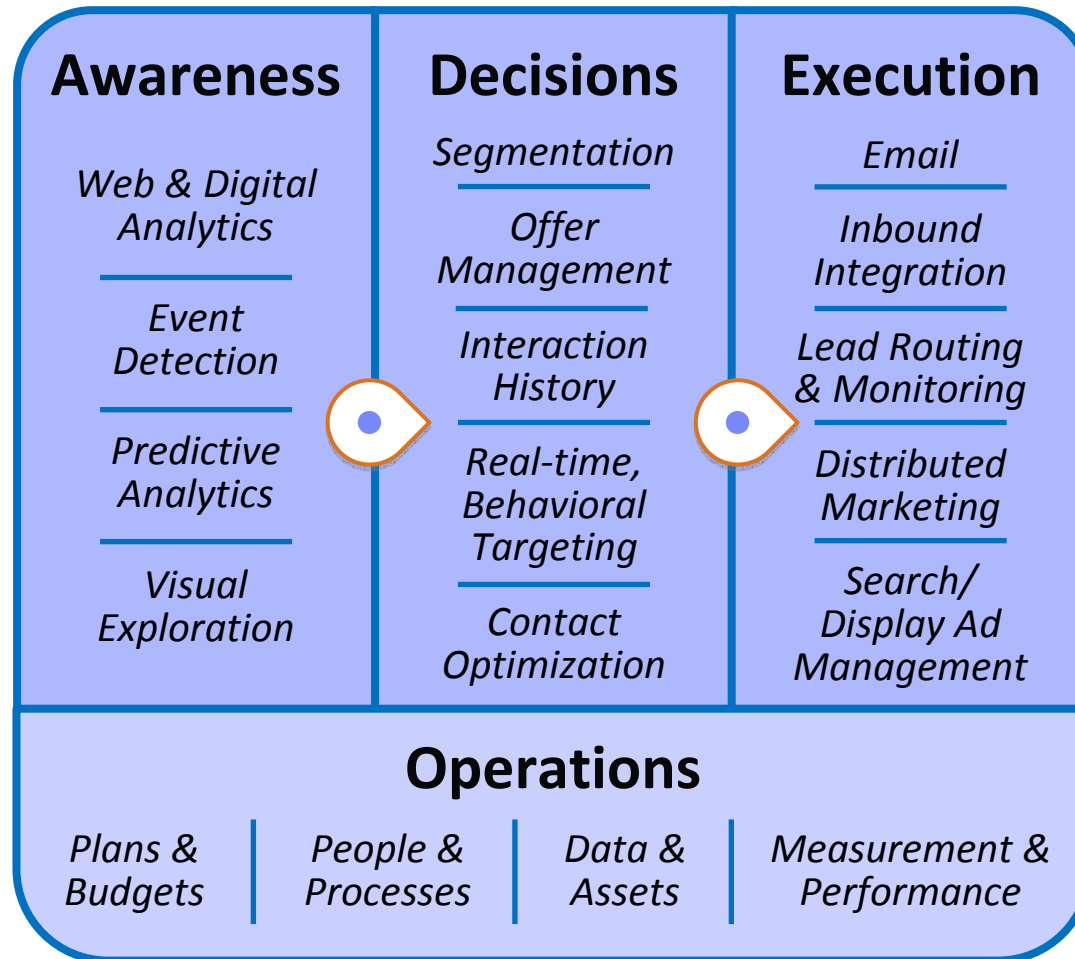 Awareness
Web & Digital
Analytics
Event
Detection
Predictive
Analytics
Visual
Exploration
Decisions
Segmentation
Offer
Management
Interaction
History
Real-time,
Behavioral
Targeting
Contact
Optimization
Execution
Email
Inbound
Integration
Lead Routing
& Monitoring
Distributed
Marketing
Search/
Display Ad
Management
Operations
Plans &
Budgets
People &
Processes
Data &
Assets
Measurement &
Performance